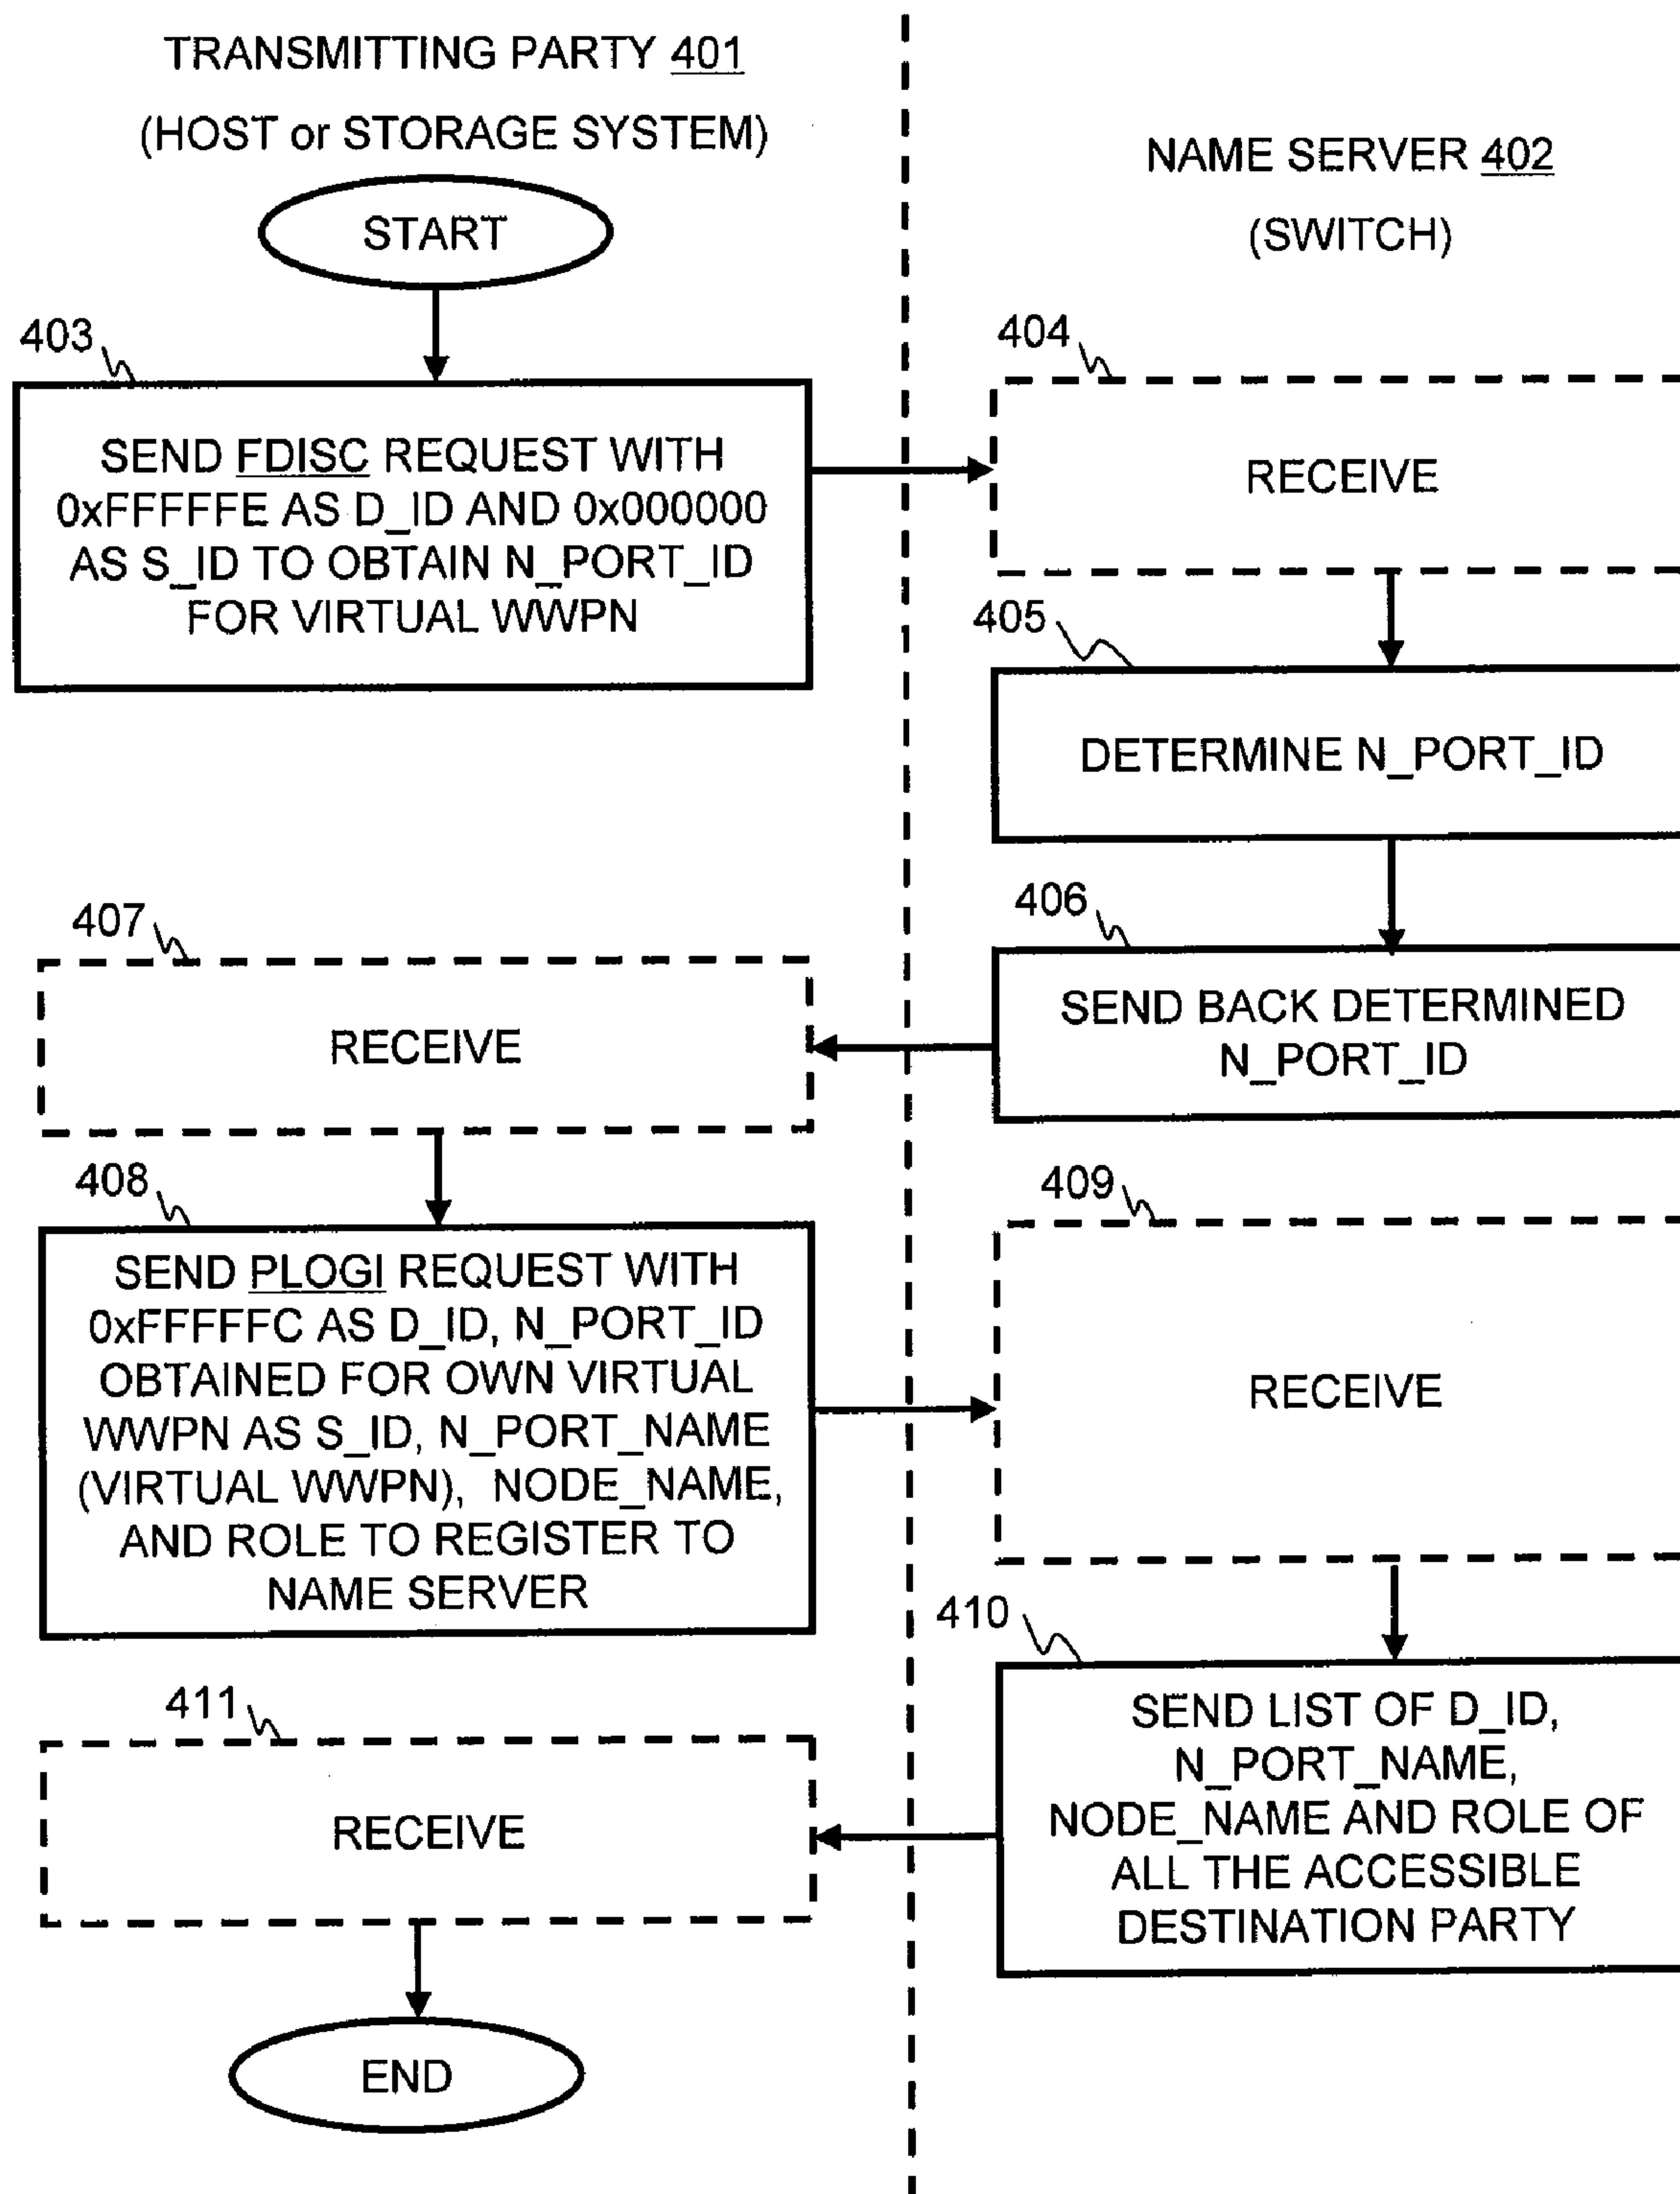 TRANSMITTING PARTY 401
(HOST or STORAGE SYSTEM)
NAME SERVER 402
(SWITCH)
START
403
SEND FDISC REQUEST WITH
0xFFFFFE AS D_ID AND 0x000000
AS S_ID TO OBTAIN N_PORT_ID
FOR VIRTUAL WWPN
404
RECEIVE
405
DETERMINE N_PORT_ID
406
SEND BACK DETERMINED
N_PORT_ID
407
RECEIVE
408
SEND PLOGI REQUEST WITH
0xFFFFFC AS D_ID, N_PORT_ID
OBTAINED FOR OWN VIRTUAL
WWPN AS S_ID, N_PORT_NAME
(VIRTUAL WWPN), NODE_NAME,
AND ROLE TO REGISTER TO
NAME SERVER
409
RECEIVE
410
SEND LIST OF D_ID,
N_PORT_NAME,
NODE_NAME AND ROLE OF
ALL THE ACCESSIBLE
DESTINATION PARTY
411
RECEIVE
END